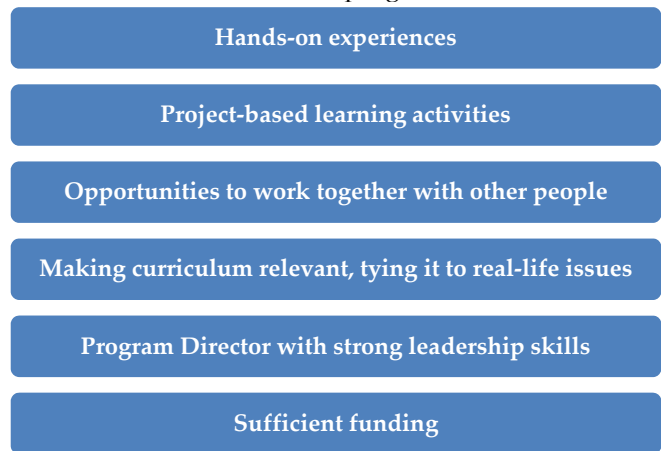 Hands-on experiences
Project-based learning activities
Opportunities to work together with other people
Making curriculum relevant, tying it to real-life issues
Program Director with strong leadership skills
Sufficient funding